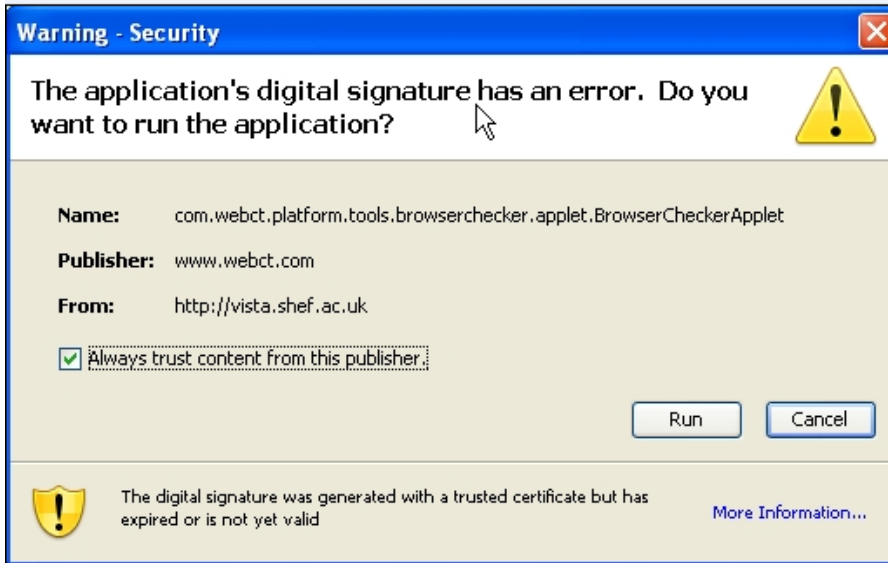 Warning - Security
The application's digital signature has an error. Do you
want to run the application?
Name: com.webct.platform.tools.browserchecker.applet.BrowserCheckerApplet
Publisher: www.webct.com
From: http://vista.shef.ac.uk
Always trust content from this publisher.
Run Cancel
The digital signature was generated with a trusted certificate but has
expired or is not yet valid
More Information...